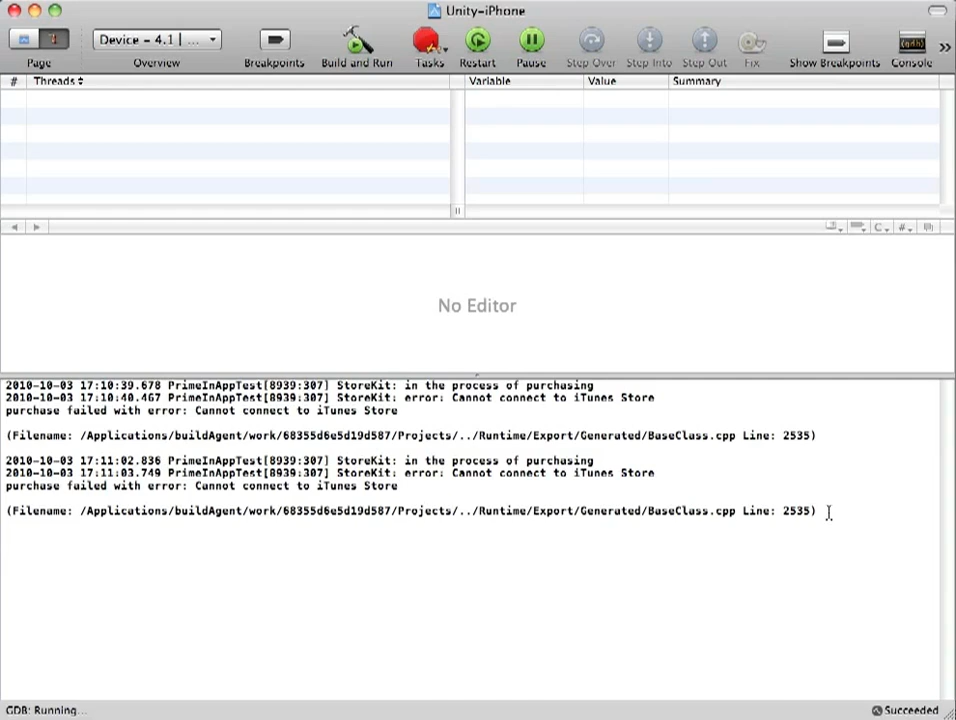 Unity-iPhone
Device - 4.1 | ...
Page
Overview
Breakpoints
Build and Run
Tasks
Restart
Pause
Step Over
Step Into
Step Out
Fix
Show Breakpoints
Console
# Threads
Variable
Value
Summary
No Editor
2010-10-03 17:10:39.678 PrimeInAppTest[8939:307] StoreKit: in the process of purchasing
2010-10-03 17:10:40.467 PrimeInAppTest[8939:307] StoreKit: error: Cannot connect to iTunes Store
purchase failed with error: Cannot connect to iTunes Store
(Filename: /Applications/buildAgent/work/68355d6e5d19d587/Projects/../Runtime/Export/Generated/BaseClass.cpp Line: 2535)
2010-10-03 17:11:02.836 PrimeInAppTest[8939:307] StoreKit: in the process of purchasing
2010-10-03 17:11:03.749 PrimeInAppTest[8939:307] StoreKit: error: Cannot connect to iTunes Store
purchase failed with error: Cannot connect to iTunes Store
(Filename: /Applications/buildAgent/work/68355d6e5d19d587/Projects/../Runtime/Export/Generated/BaseClass.cpp Line: 2535)
GDB: Running...
Succeeded